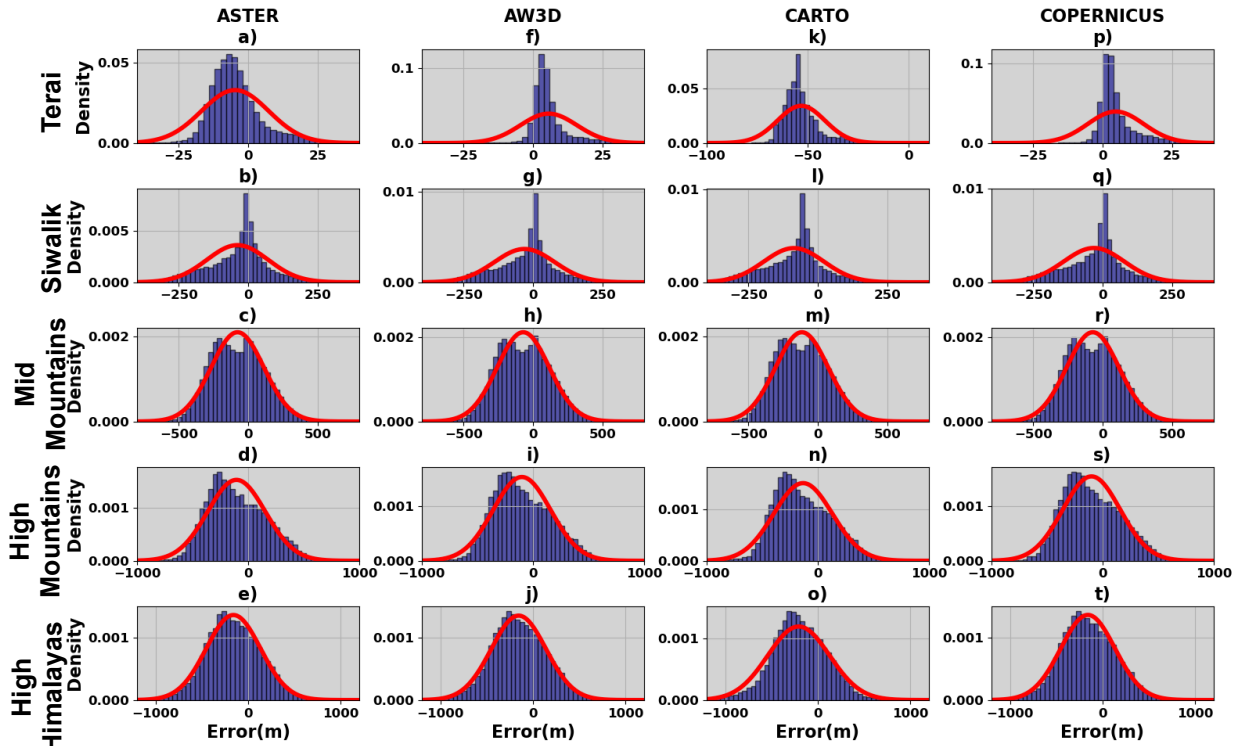 ASTER AW3D CARTO COPERNICUS
a) f) k) p)
Terai
Density
0.05 0.00 −25 0 25
0.1 0.0 −25 0 25
0.05 0.00 −100 −50 0
0.1 0.0 −25 0 25
b) g) l) q)
Siwalik
Density
0.005 0.000 −250 0 250
0.01 0.00 −250 0 250
0.01 0.00 −250 0 250
0.01 0.00 −250 0 250
c) h) m) r)
Mid
Mountains
Density
0.002 0.000 −500 0 500
0.002 0.000 −500 0 500
0.002 0.000 −500 0 500
0.002 0.000 −500 0 500
d) i) n) s)
High
Mountains
Density
0.001 0.000 −1000 0 1000
0.001 0.000 −1000 0 1000
0.001 0.000 −1000 0 1000
0.001 0.000 −1000 0 1000
e) j) o) t)
High
Himalayas
Density
0.001 0.000 −1000 0 1000
0.001 0.000 −1000 0 1000
0.001 0.000 −1000 0 1000
0.001 0.000 −1000 0 1000
Error(m) Error(m) Error(m) Error(m)